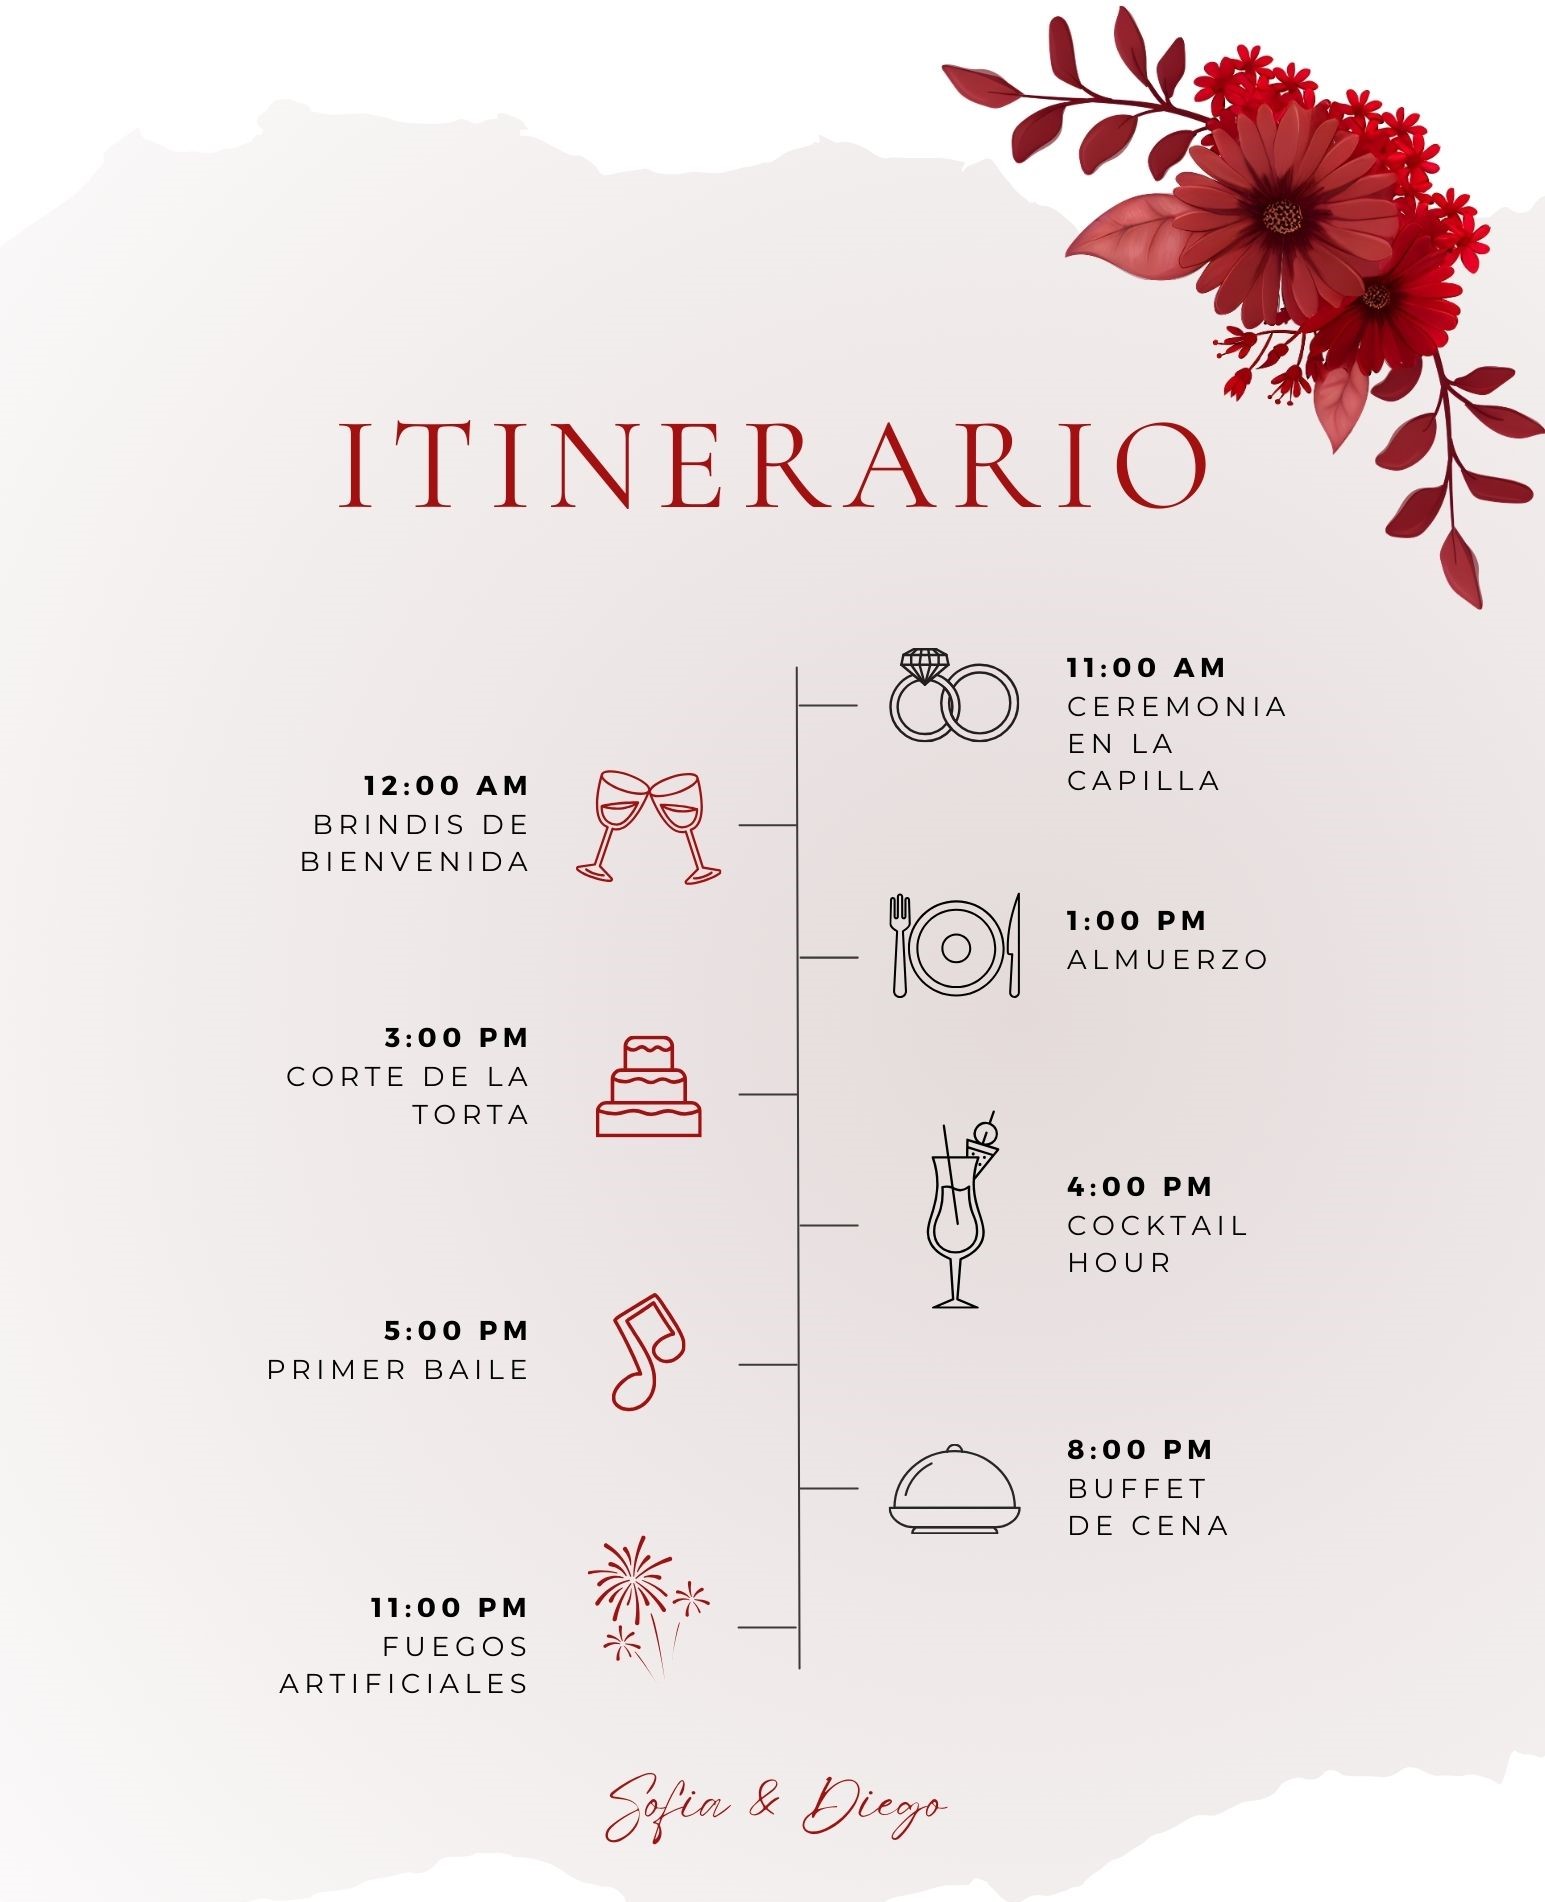 ITINERARIO
11:00 AM
CEREMONIA
EN LA
CAPILLA
12:00 AM
BRINDIS DE
BIENVENIDA
1:00 PM
ALMUERZO
3:00 PM
CORTE DE LA
TORTA
4:00 PM
COCKTAIL
HOUR
5:00 PM
PRIMER BAILE
8:00 PM
BUFFET
DE CENA
11:00 PM
FUEGOS
ARTIFICIALES
Sofia & Diego